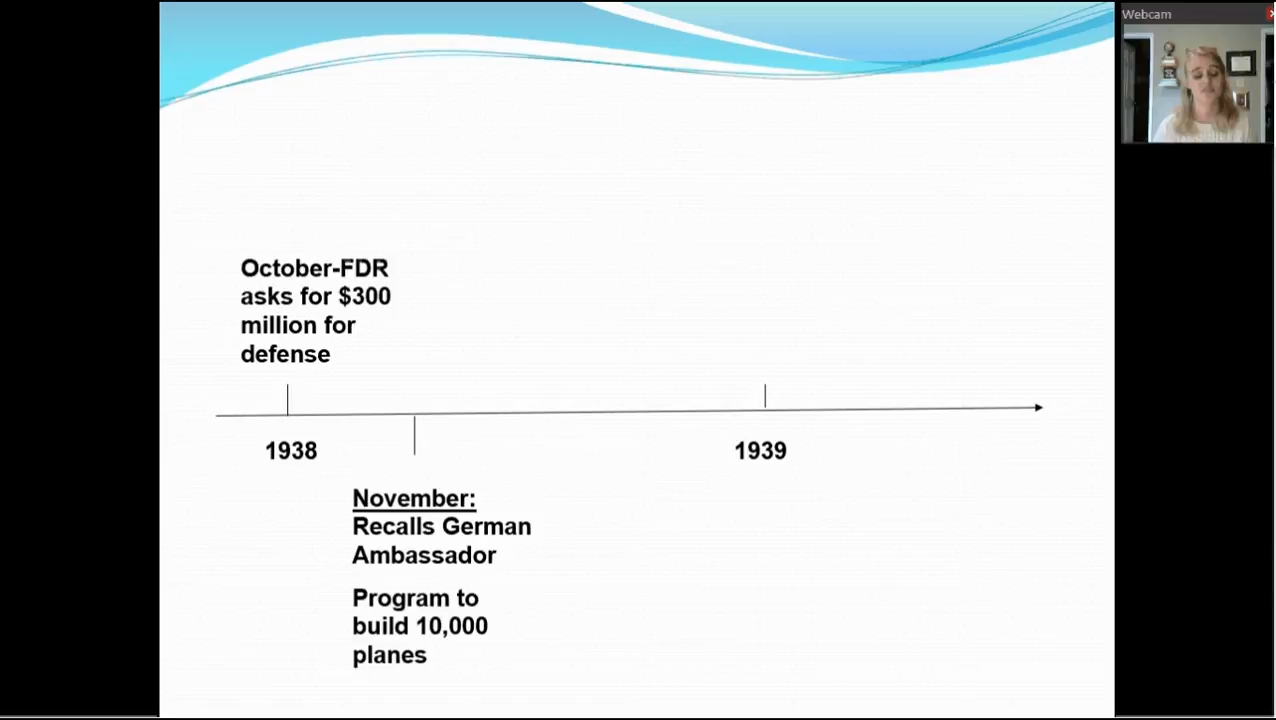 Webcam
October-FDR
asks for $300
million for
defense
1938
1939
November:
Recalls German
Ambassador
Program to
build 10,000
planes